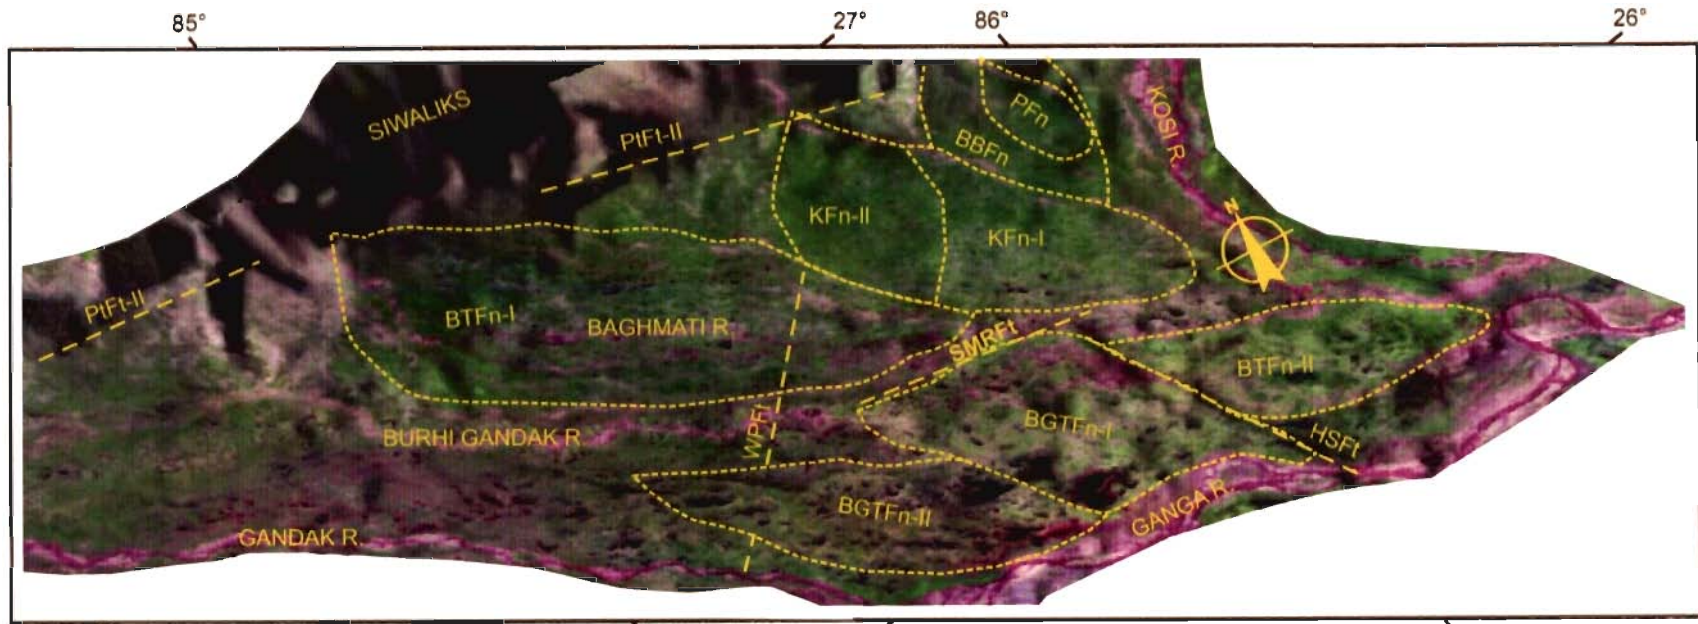 85°
27°
86°
26°
SIWALIKS
PtFt-II
PFn
BBFn
KOSI R.
KFn-II
KFn-I
N
PtFt-II
BTFn-I
BAGHMATI R.
SMRFt
BTFn-II
BURHI GANDAK R.
WPFt
BGTFn-I
HSFt
BGTFn-II
GANGA R.
GANDAK R.